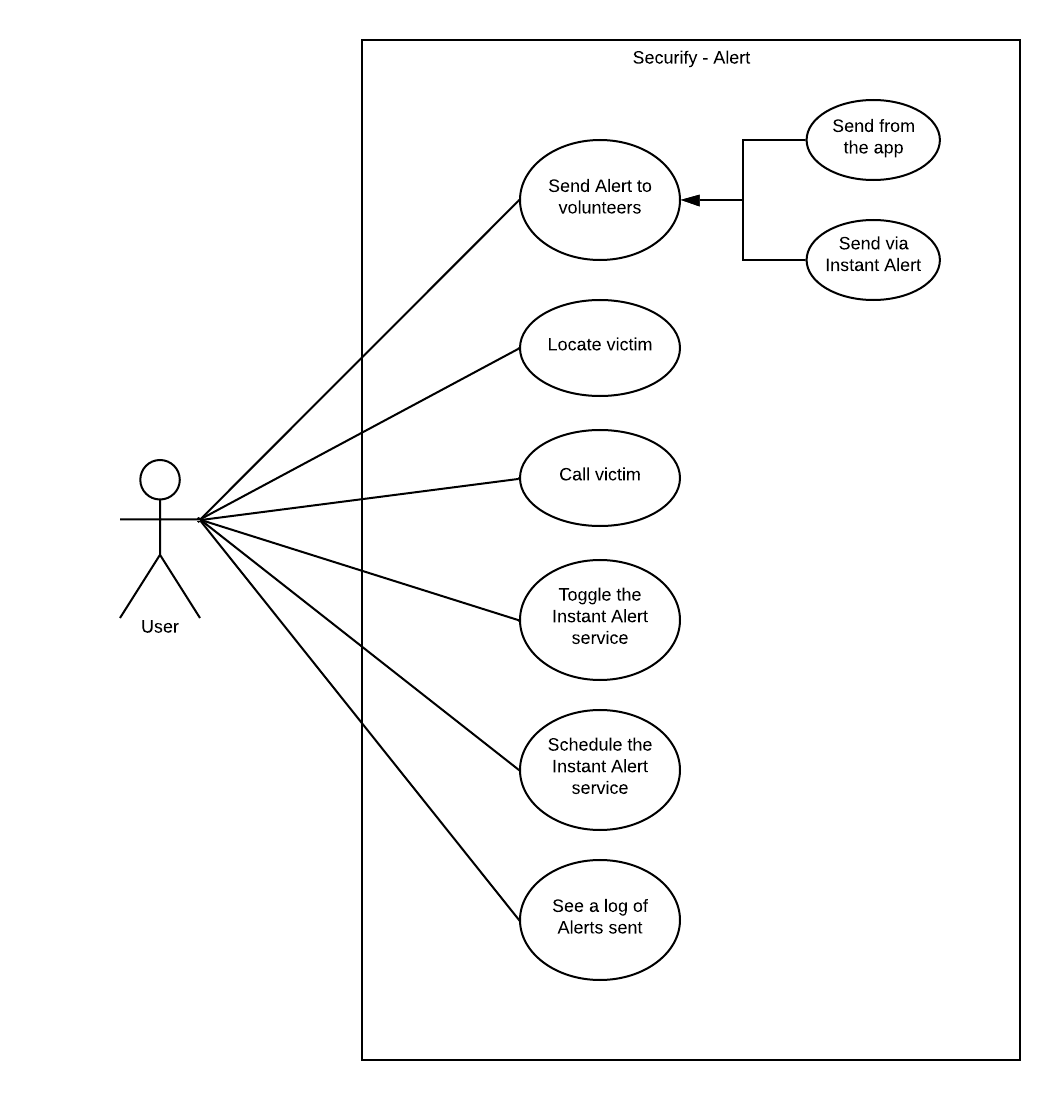 Securify - Alert
Send from
the app
Send Alert to
volunteers
Send via
Instant Alert
Locate victim
Call victim
Toggle the
Instant Alert
service
User
Schedule the
Instant Alert
service
See a log of
Alerts sent